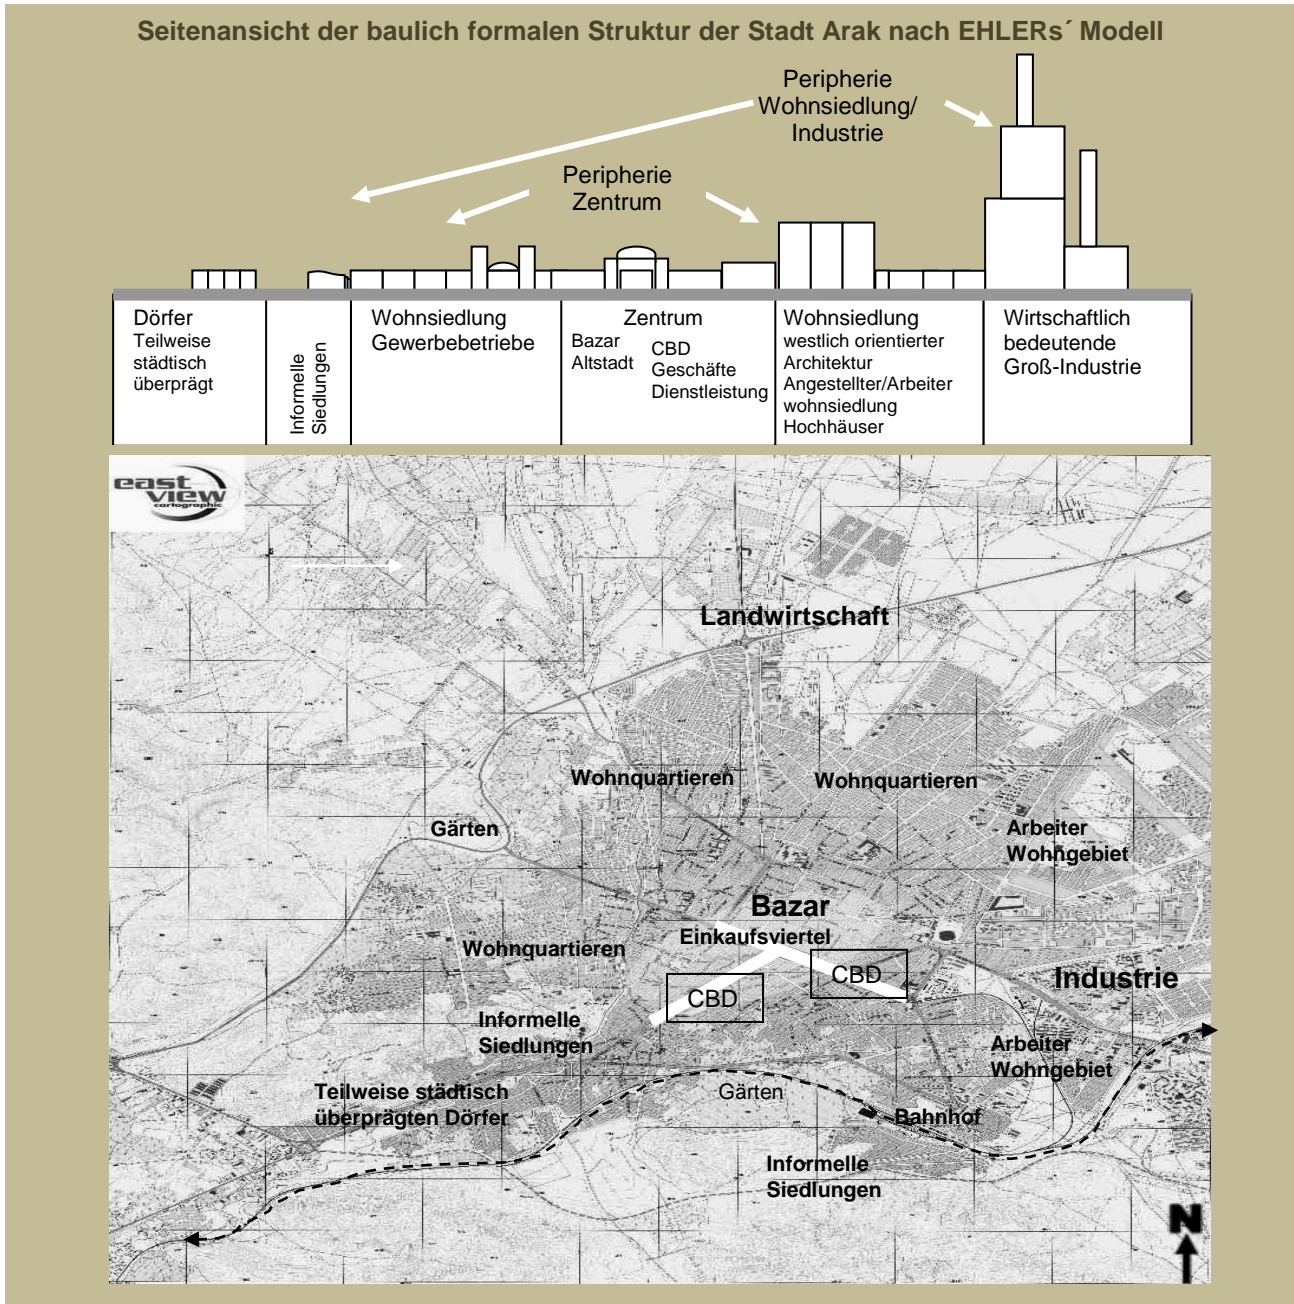 Seitenansicht der baulich formalen Struktur der Stadt Arak nach EHLERs´ Modell
Peripherie
Wohnsiedlung/
Industrie
Peripherie
Zentrum
Dörfer
Teilweise
städtisch
überprägt
Informelle
Siedlungen
Wohnsiedlung
Gewerbebetriebe
Zentrum
Bazar
Altstadt
CBD
Geschäfte
Dienstleistung
Wohnsiedlung
westlich orientierter
Architektur
Angestellter/Arbeiter
wohnsiedlung
Hochhäuser
Wirtschaftlich
bedeutende
Groß-Industrie
east
view
cartographic
Landwirtschaft
Wohnquartieren
Wohnquartieren
Gärten
Arbeiter
Wohngebiet
Bazar
Einkaufsviertel
Wohnquartieren
CBD
CBD
Industrie
Informelle
Siedlungen
Arbeiter
Wohngebiet
Teilweise städtisch
überprägten Dörfer
Gärten
Bahnhof
Informelle
Siedlungen
N